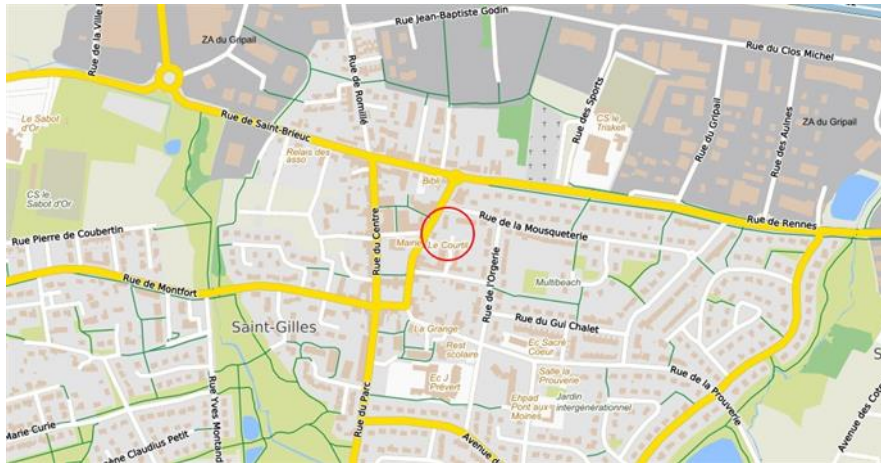 Rue Jean-Baptiste Godin
Rue de la Ville
ZA du Gripail
Rue du Clos Michel
Rue de Romillé
Rue des Sports
CS le
Triskell
Rue du Gripail
Rue des Aulnes
ZA du Gripail
Le Sabot
d'Or
Rue de Saint-Brieuc
Relais des
asso
Bibli
CS le
Sabot d'Or
Rue Pierre de Coubertin
Rue du Centre
Mairie
Le Courtil
Rue de la Mousqueterie
Rue de Rennes
Rue de Montfort
Rue de l'Orgerie
Multibeach
Saint-Gilles
La Grange
Rue du Gui Chalet
Rest
scolaire
Ec Sacré
Coeur
Salle la
Prouverie
Rue de la Prouverie
Ec J
Prévert
Ehpad
Pont aux
Moines
Jardin
intergénérationnel
Rue Yves Montand
Rue du Parc
Marie Curie
ène Claudius Petit
Avenue d
Avenue des Cot
S